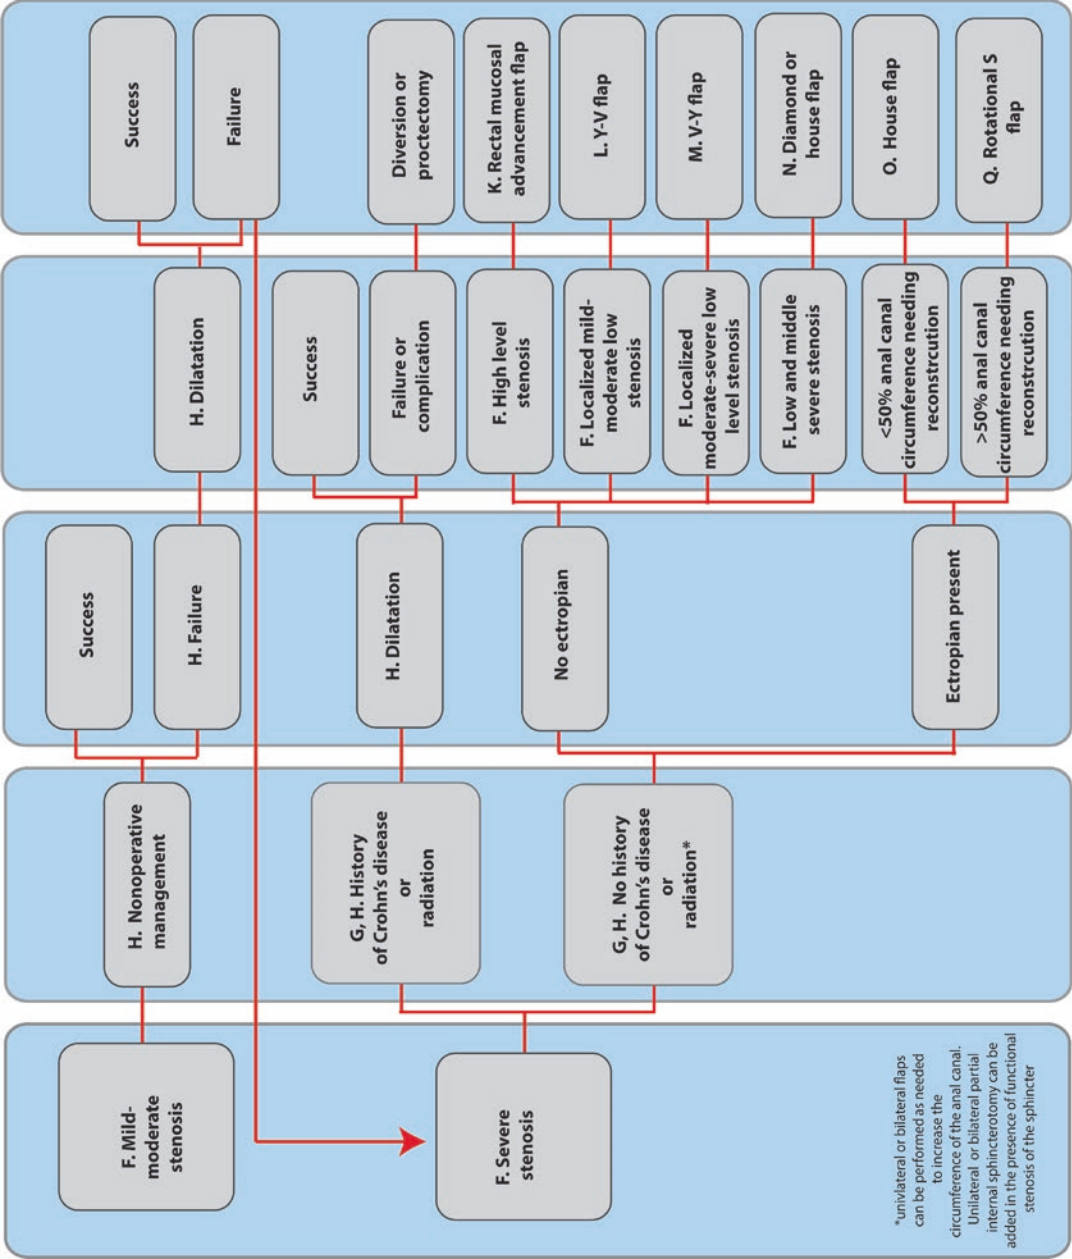 F. Mild-
moderate
stenosis
H. Nonoperative
management
Success
H. Failure
H. Dilatation
Success
Failure
F. Severe
stenosis
G, H. History
of Crohn's disease
or
radiation
H. Dilatation
Success
Failure or
complication
Diversion or
proctectomy
G, H. No history
of Crohn's disease
or
radiation*
No ectropian
F. High level
stenosis
K. Rectal mucosal
advancement flap
F. Localized mild-
moderate low
stenosis
L. Y-V flap
F. Localized
moderate-severe low
level stenosis
M. V-Y flap
F. Low and middle
severe stenosis
N. Diamond or
house flap
Ectropian present
<50% anal canal
circumference needing
reconstrcution
O. House flap
>50% anal canal
circumference needing
reconstrcution
Q. Rotational S
flap
*univlateral or bilateral flaps
can be performed as needed
to increase the
circumference of the anal canal.
Unilateral or bilateral partial
internal sphincterotomy can be
added in the presence of functional
stenosis of the sphincter